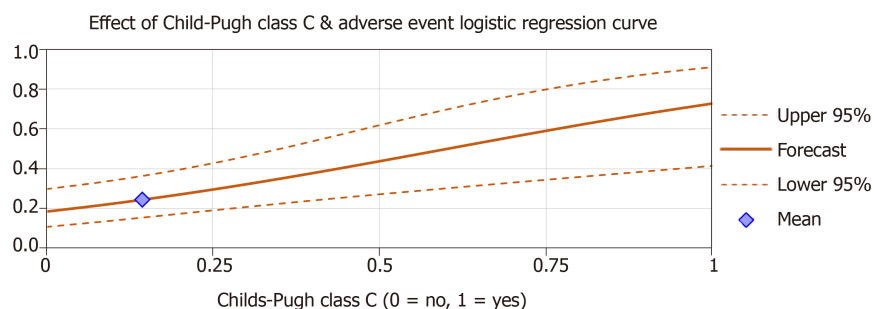 Effect of Child-Pugh class C & adverse event logistic regression curve
1.0
0.8
0.6
0.4
0.2
0.0
0 0.25 0.5 0.75 1
Childs-Pugh class C (0 = no, 1 = yes)
Upper 95%
Forecast
Lower 95%
Mean